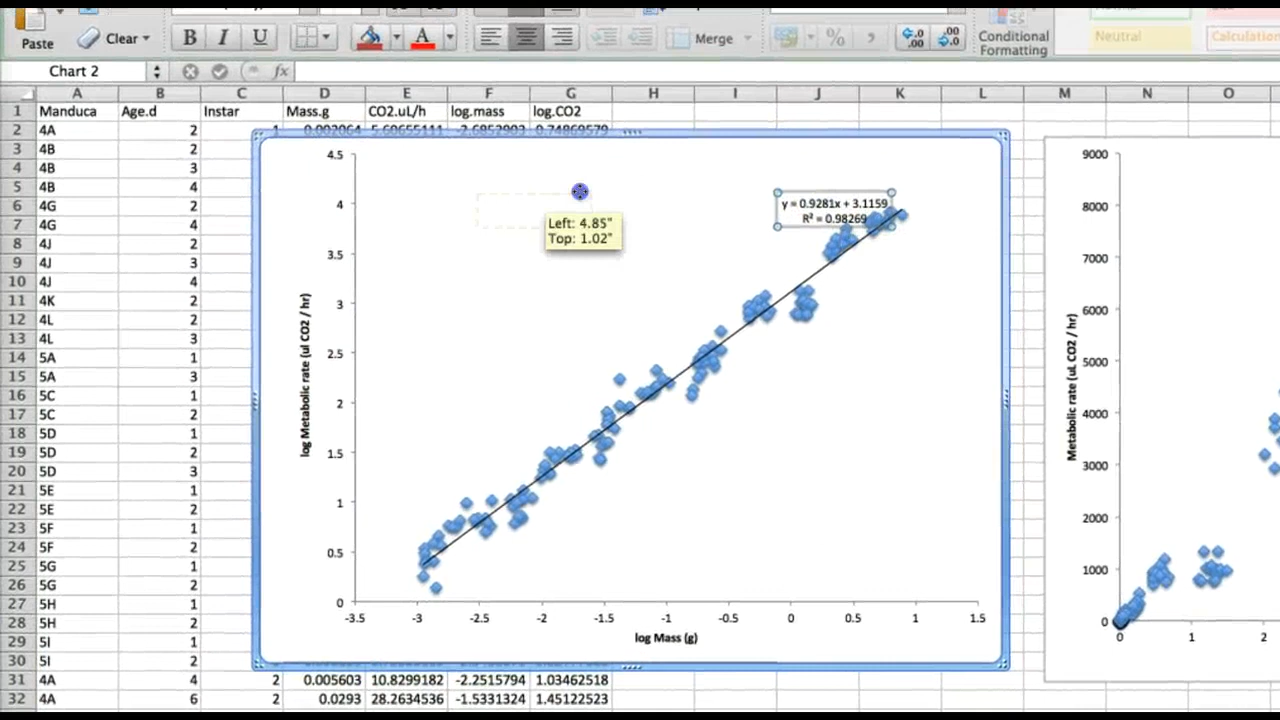 Paste Clear B I U A Merge % .0 .00 Conditional Formatting Neutral Calculation
Chart 2 fx
A B C D E F G H I J K L M N O
1 Manduca Age.d Instar Mass.g CO2.uL/h log.mass log.CO2
2 4A 2 1
3 4B 2
4 4B 3
5 4B 4
6 4G 2
7 4G 4
8 4J 2
9 4J 3
10 4J 4
11 4K 2
12 4L 2
13 4L 3
14 5A 1
15 5A 3
16 5C 1
17 5C 2
18 5D 1
19 5D 2
20 5D 3
21 5E 1
22 5E 2
23 5F 1
24 5F 2
25 5G 1
26 5G 2
27 5H 1
28 5H 2
29 5I 1
30 5I 2
31 4A 4 2 0.005603 10.8299182 -2.2515794 1.03462518
32 4A 6 2 0.0293 28.2634536 -1.5331324 1.45122523
4.5
4
3.5
3
2.5
2
1.5
1
0.5
0
log Metabolic rate (ul CO2 / hr)
y = 0.9281x + 3.1159
R² = 0.98269
Left: 4.85"
Top: 1.02"
-3.5 -3 -2.5 -2 -1.5 -1 -0.5 0 0.5 1 1.5
log Mass (g)
9000
8000
7000
6000
5000
4000
3000
2000
1000
0
Metabolic rate (uL CO2 / hr)
0 1 2